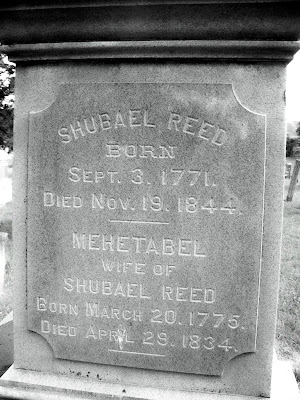 SHUBAEL REED
BORN
SEPT. 3. 1771.
DIED NOV. 19. 1844.
MEHETABEL
WIFE OF
SHUBAEL REED
BORN MARCH 20. 1775.
DIED APRIL 29. 1834.